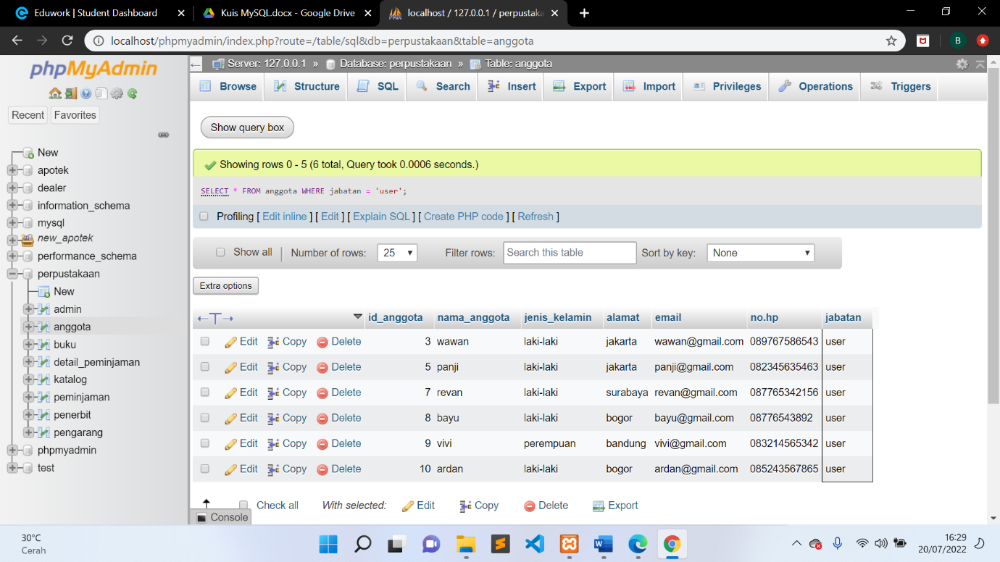 Eduwork | Student Dashboard
Kuis MySQL.docx - Google Drive
localhost / 127.0.0.1 / perpustaka
localhost/phpmyadmin/index.php?route=/table/sql&db=perpustakaan&table=anggota
B
phpMyAdmin
Recent Favorites
New
apotek
dealer
information_schema
mysql
new_apotek
performance_schema
perpustakaan
New
admin
anggota
buku
detail_peminjaman
katalog
peminjaman
penerbit
pengarang
phpmyadmin
test
Server: 127.0.0.1 » Database: perpustakaan » Table: anggota
Browse Structure SQL Search Insert Export Import Privileges Operations Triggers
Show query box
Showing rows 0 - 5 (6 total, Query took 0.0006 seconds.)
SELECT * FROM anggota WHERE jabatan = 'user';
Profiling [ Edit inline ] [ Edit ] [ Explain SQL ] [ Create PHP code ] [ Refresh ]
Show all | Number of rows: 25 Filter rows: Search this table Sort by key: None
Extra options
←T→ id_anggota nama_anggota jenis_kelamin alamat email no.hp jabatan
Edit Copy Delete 3 wawan laki-laki jakarta wawan@gmail.com 089767586543 user
Edit Copy Delete 5 panji laki-laki jakarta panji@gmail.com 082345635463 user
Edit Copy Delete 7 revan laki-laki surabaya revan@gmail.com 087765342156 user
Edit Copy Delete 8 bayu laki-laki bogor bayu@gmail.com 08776543892 user
Edit Copy Delete 9 vivi perempuan bandung vivi@gmail.com 083214565342 user
Edit Copy Delete 10 ardan laki-laki bogor ardan@gmail.com 085243567865 user
Check all With selected: Edit Copy Delete Export
Console
30°C
Cerah
16:29
20/07/2022